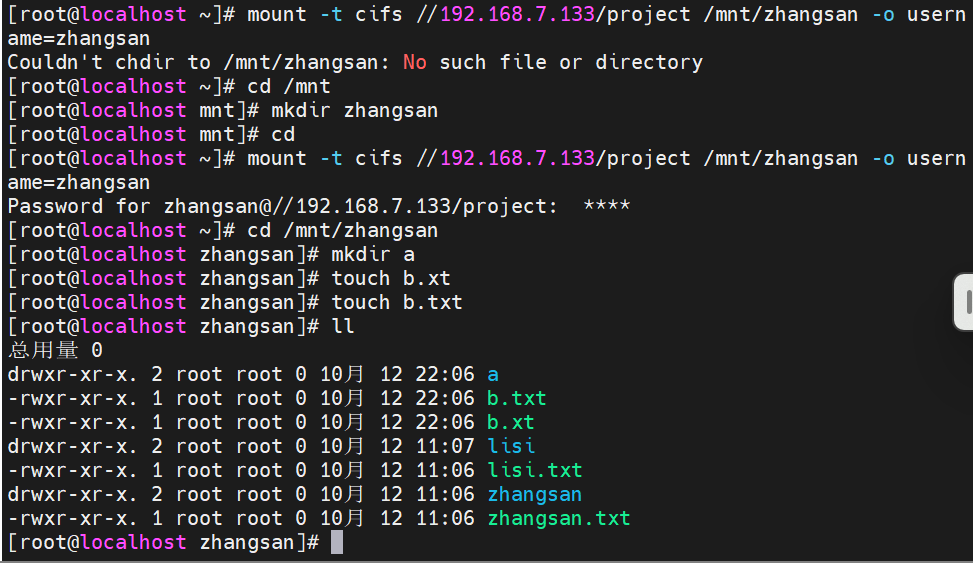 [root@localhost ~]# mount -t cifs //192.168.7.133/project /mnt/zhangsan -o usern
ame=zhangsan
Couldn't chdir to /mnt/zhangsan: No such file or directory
[root@localhost ~]# cd /mnt
[root@localhost mnt]# mkdir zhangsan
[root@localhost mnt]# cd
[root@localhost ~]# mount -t cifs //192.168.7.133/project /mnt/zhangsan -o usern
ame=zhangsan
Password for zhangsan@//192.168.7.133/project:  ****
[root@localhost ~]# cd /mnt/zhangsan
[root@localhost zhangsan]# mkdir a
[root@localhost zhangsan]# touch b.xt
[root@localhost zhangsan]# touch b.txt
[root@localhost zhangsan]# ll
总用量 0
drwxr-xr-x. 2 root root 0 10月 12 22:06 a
-rwxr-xr-x. 1 root root 0 10月 12 22:06 b.txt
-rwxr-xr-x. 1 root root 0 10月 12 22:06 b.xt
drwxr-xr-x. 2 root root 0 10月 12 11:07 lisi
-rwxr-xr-x. 1 root root 0 10月 12 11:06 lisi.txt
drwxr-xr-x. 2 root root 0 10月 12 11:06 zhangsan
-rwxr-xr-x. 1 root root 0 10月 12 11:06 zhangsan.txt
[root@localhost zhangsan]#